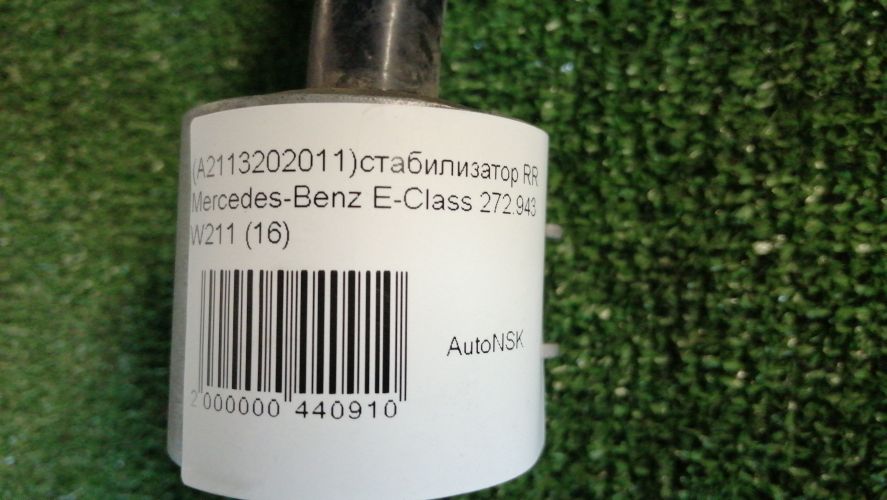 (A2113202011)стабилизатор RR
Mercedes-Benz E-Class 272.943
W211 (16)
AutoNSK
2 000000 440910